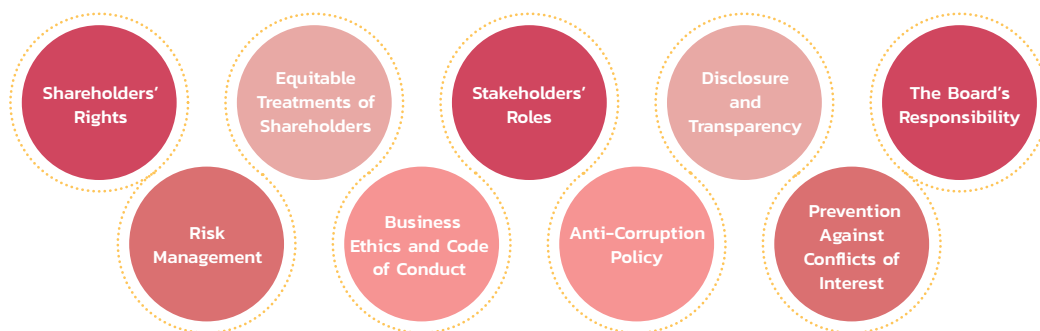 Shareholders’
Rights
Equitable
Treatments of
Shareholders
Stakeholders’
Roles
Disclosure
and
Transparency
The Board’s
Responsibility
Risk
Management
Business
Ethics and Code
of Conduct
Anti-Corruption
Policy
Prevention
Against
Conflicts of
Interest